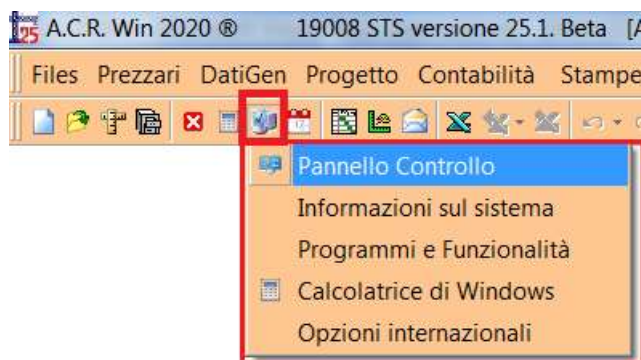 25 A.C.R. Win 2020 ® 19008 STS versione 25.1. Beta [A
Files Prezzari DatiGen Progetto Contabilità Stampe
Pannello Controllo
Informazioni sul sistema
Programmi e Funzionalità
Calcolatrice di Windows
Opzioni internazionali